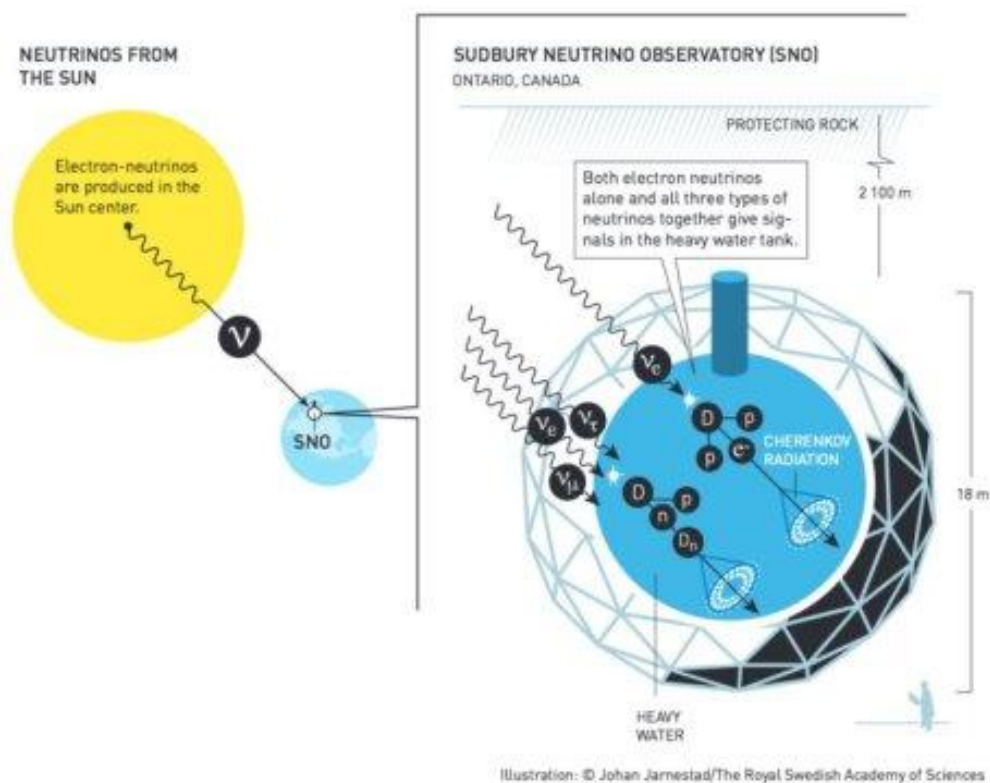 NEUTRINOS FROM
THE SUN
Electron-neutrinos
are produced in the
Sun center.
ν
SNO
SUDBURY NEUTRINO OBSERVATORY (SNO)
ONTARIO, CANADA
PROTECTING ROCK
2 100 m
Both electron neutrinos
alone and all three types of
neutrinos together give sig-
nals in the heavy water tank.
νe
D
p
p
e-
CHERENKOV
RADIATION
νe
ντ
νμ
D
p
n
Dn
18 m
HEAVY
WATER
Illustration: © Johan Jarnestad/The Royal Swedish Academy of Sciences